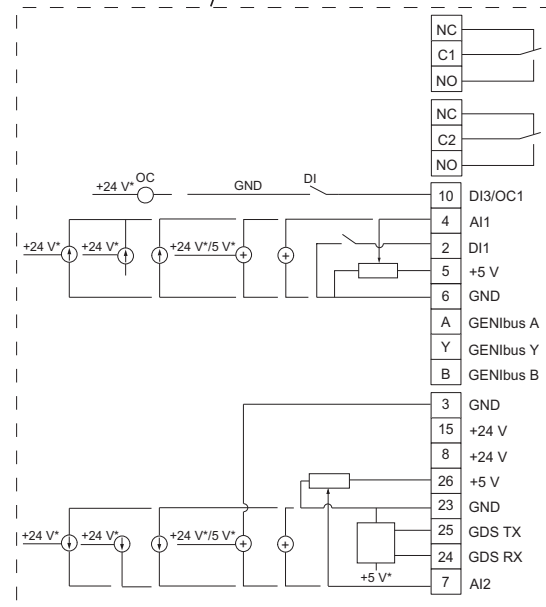 NC
C1
NO
NC
C2
NO
+24 V* OC GND DI 10 DI3/OC1
4 AI1
+24 V* +24 V* +24 V*/5 V* + + 2 DI1
5 +5 V
6 GND
A GENIbus A
Y GENIbus Y
B GENIbus B
3 GND
15 +24 V
8 +24 V
26 +5 V
23 GND
+24 V* +24 V* +24 V*/5 V* + + 25 GDS TX
24 GDS RX
+5 V* 7 AI2